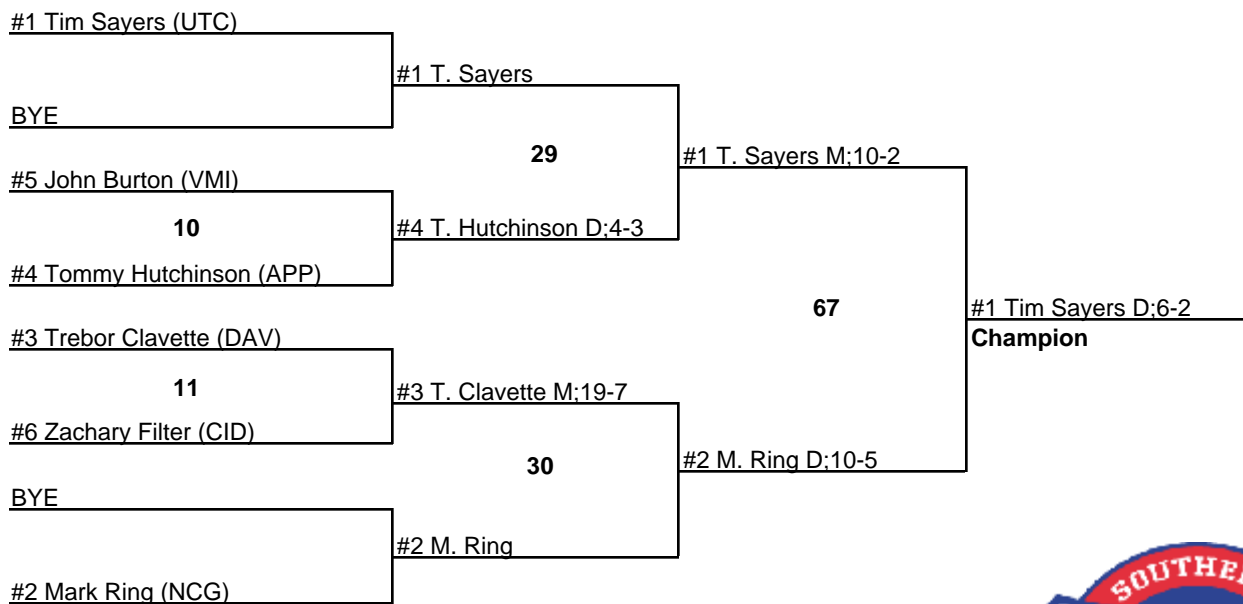 #1 Tim Sayers (UTC)
#1 T. Sayers
BYE
29
#1 T. Sayers M;10-2
#5 John Burton (VMI)
10
#4 T. Hutchinson D;4-3
#4 Tommy Hutchinson (APP)
67
#1 Tim Sayers D;6-2
Champion
#3 Trebor Clavette (DAV)
11
#3 T. Clavette M;19-7
#6 Zachary Filter (CID)
30
#2 M. Ring D;10-5
BYE
#2 M. Ring
#2 Mark Ring (NCG)
SOUTHE